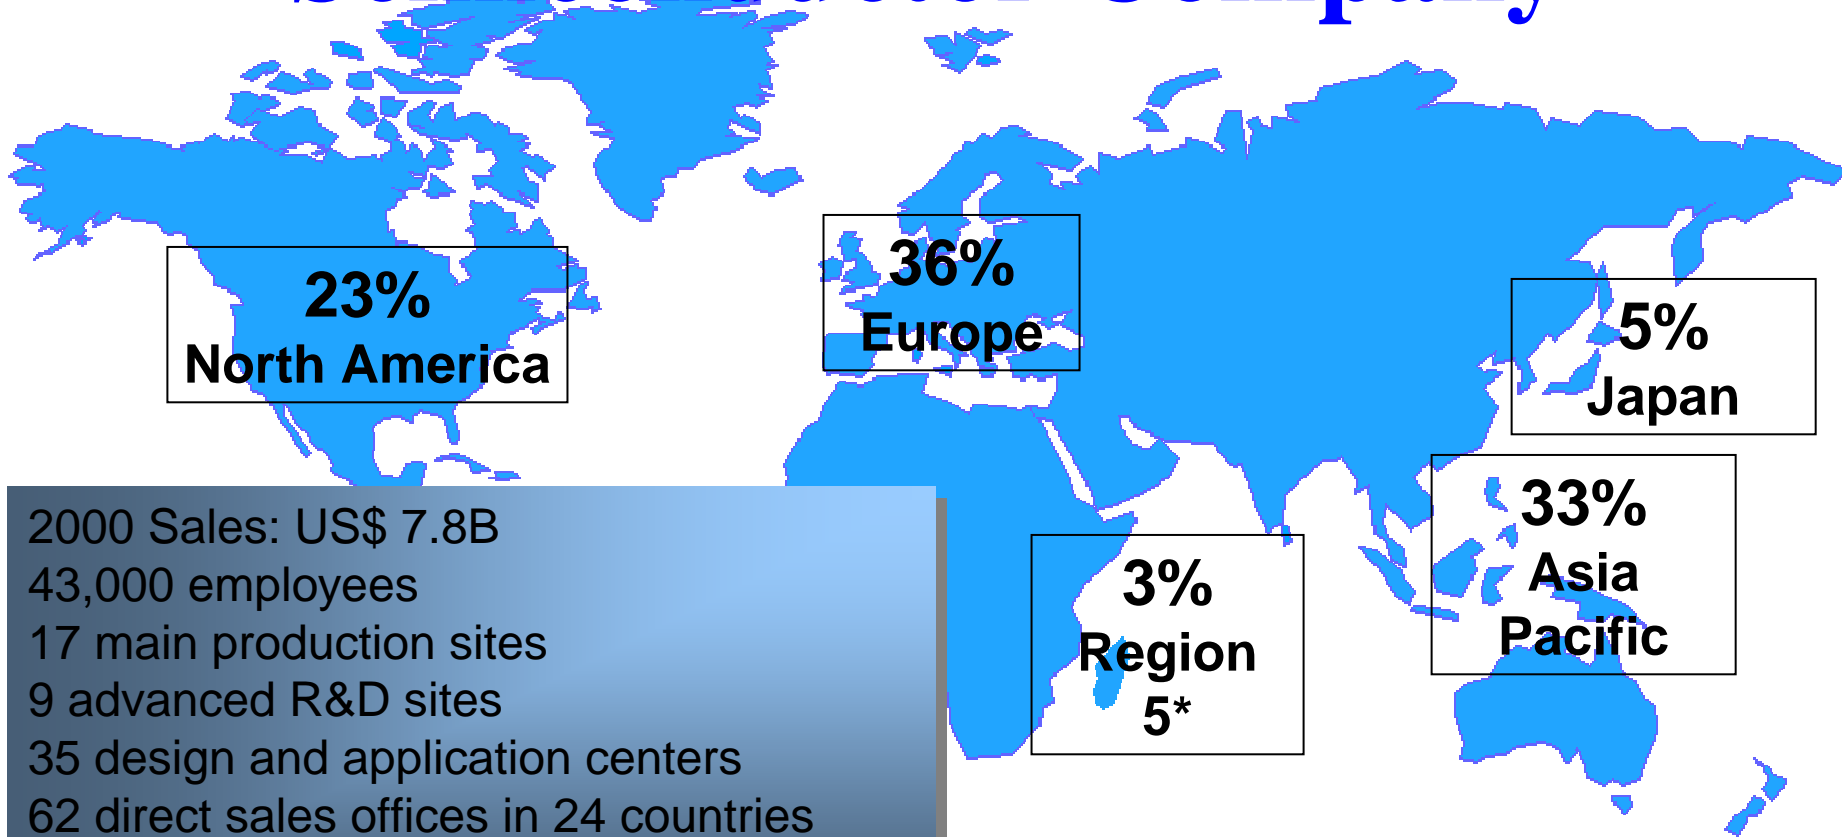 Company
23%
North America
36%
Europe
5%
Japan
33%
Asia
Pacific
3%
Region
5*
2000 Sales: US$ 7.8B
43,000 employees
17 main production sites
9 advanced R&D sites
35 design and application centers
62 direct sales offices in 24 countries